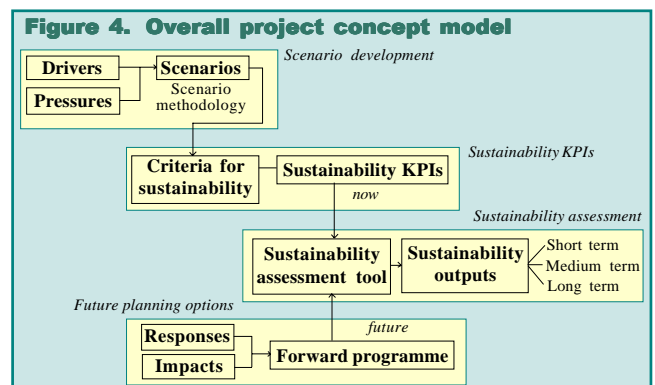 Figure 4. Overall project concept model
Scenario development
Drivers
Scenarios
Pressures
Scenario
methodology
Sustainability KPIs
Criteria for
sustainability
Sustainability KPIs
now
Sustainability assessment
Sustainability
assessment tool
Sustainability
outputs
Short term
Medium term
Long term
Future planning options
future
Responses
Impacts
Forward programme